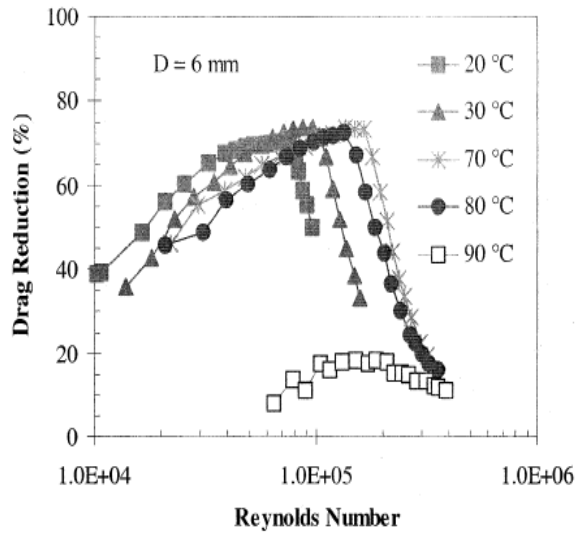 100
80
60
40
20
0
Drag Reduction (%)
D = 6 mm
20 °C
30 °C
70 °C
80 °C
90 °C
1.0E+04
1.0E+05
1.0E+06
Reynolds Number